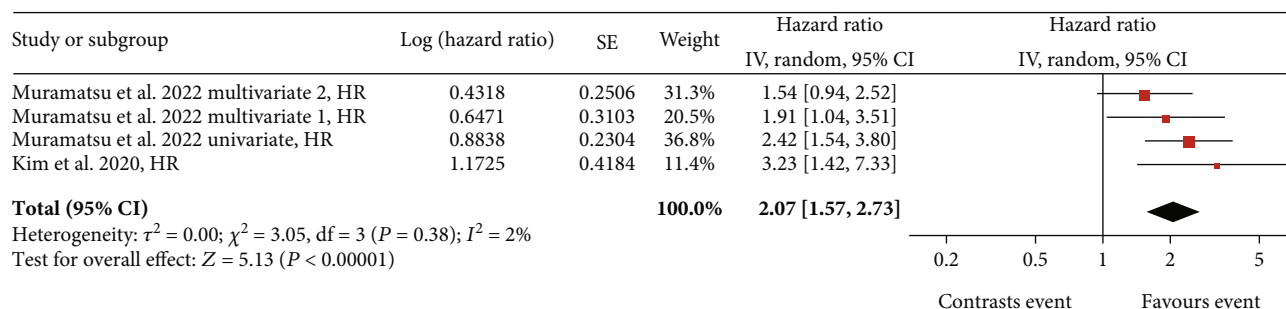 Study or subgroup Log (hazard ratio) SE Weight Hazard ratio IV, random, 95% CI Hazard ratio IV, random, 95% CI
Muramatsu et al. 2022 multivariate 2, HR 0.4318 0.2506 31.3% 1.54 [0.94, 2.52]
Muramatsu et al. 2022 multivariate 1, HR 0.6471 0.3103 20.5% 1.91 [1.04, 3.51]
Muramatsu et al. 2022 univariate, HR 0.8838 0.2304 36.8% 2.42 [1.54, 3.80]
Kim et al. 2020, HR 1.1725 0.4184 11.4% 3.23 [1.42, 7.33]
Total (95% CI) 100.0% 2.07 [1.57, 2.73]
Heterogeneity: τ² = 0.00; χ² = 3.05, df = 3 (P = 0.38); I² = 2%
Test for overall effect: Z = 5.13 (P < 0.00001)
0.2 0.5 1 2 5
Contrasts event Favours event